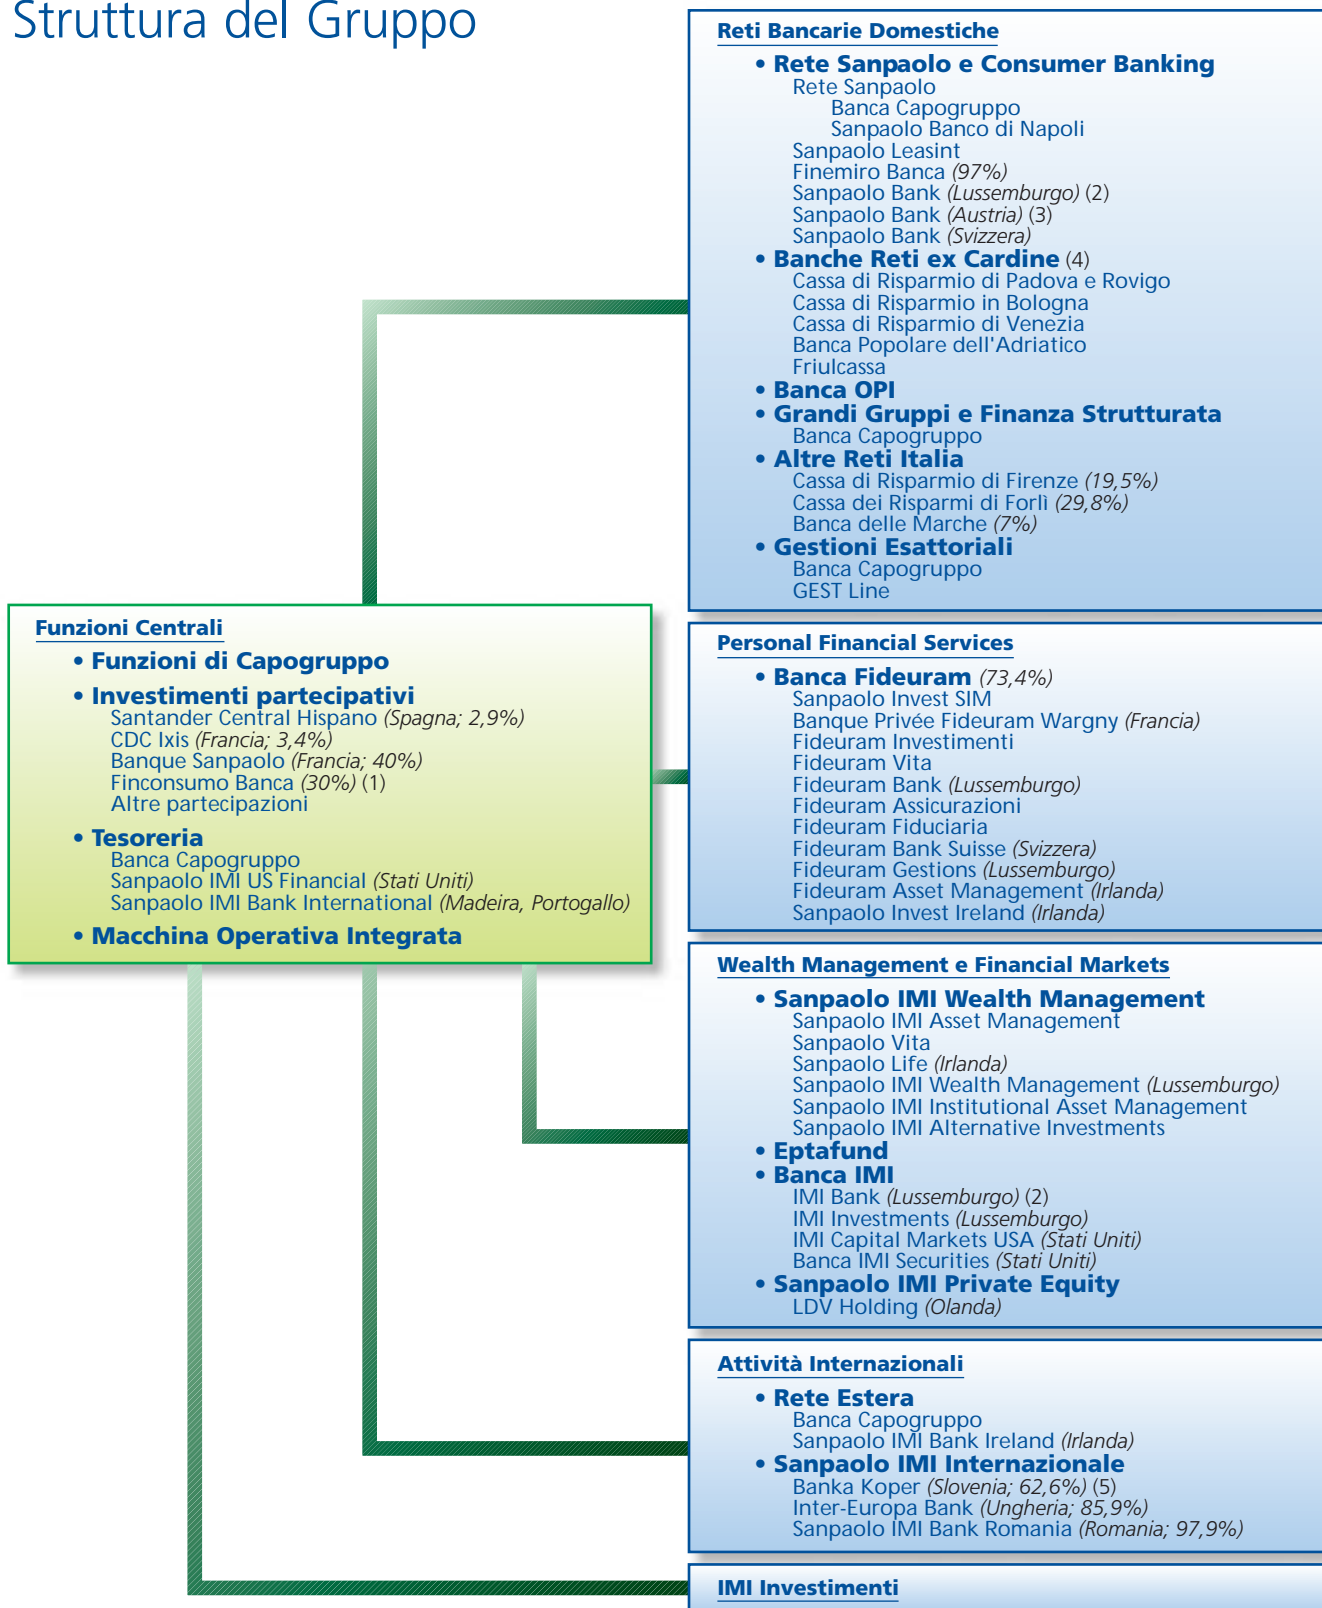 Struttura del Gruppo
Reti Bancarie Domestiche
• Rete Sanpaolo e Consumer Banking
Rete Sanpaolo
Banca Capogruppo
Sanpaolo Banco di Napoli
Sanpaolo Leasint
Finemiro Banca (97%)
Sanpaolo Bank (Lussemburgo) (2)
Sanpaolo Bank (Austria) (3)
Sanpaolo Bank (Svizzera)
• Banche Reti ex Cardine (4)
Cassa di Risparmio di Padova e Rovigo
Cassa di Risparmio in Bologna
Cassa di Risparmio di Venezia
Banca Popolare dell'Adriatico
Friulcassa
• Banca OPI
• Grandi Gruppi e Finanza Strutturata
Banca Capogruppo
• Altre Reti Italia
Cassa di Risparmio di Firenze (19,5%)
Cassa dei Risparmi di Forlì (29,8%)
Banca delle Marche (7%)
• Gestioni Esattoriali
Banca Capogruppo
GEST Line
Funzioni Centrali
• Funzioni di Capogruppo
• Investimenti partecipativi
Santander Central Hispano (Spagna; 2,9%)
CDC Ixis (Francia; 3,4%)
Banque Sanpaolo (Francia; 40%)
Finconsumo Banca (30%) (1)
Altre partecipazioni
• Tesoreria
Banca Capogruppo
Sanpaolo IMI US Financial (Stati Uniti)
Sanpaolo IMI Bank International (Madeira, Portogallo)
• Macchina Operativa Integrata
Personal Financial Services
• Banca Fideuram (73,4%)
Sanpaolo Invest SIM
Banque Privée Fideuram Wargny (Francia)
Fideuram Investimenti
Fideuram Vita
Fideuram Bank (Lussemburgo)
Fideuram Assicurazioni
Fideuram Fiduciaria
Fideuram Bank Suisse (Svizzera)
Fideuram Gestions (Lussemburgo)
Fideuram Asset Management (Irlanda)
Sanpaolo Invest Ireland (Irlanda)
Wealth Management e Financial Markets
• Sanpaolo IMI Wealth Management
Sanpaolo IMI Asset Management
Sanpaolo Vita
Sanpaolo Life (Irlanda)
Sanpaolo IMI Wealth Management (Lussemburgo)
Sanpaolo IMI Institutional Asset Management
Sanpaolo IMI Alternative Investments
• Eptafund
• Banca IMI
IMI Bank (Lussemburgo) (2)
IMI Investments (Lussemburgo)
IMI Capital Markets USA (Stati Uniti)
Banca IMI Securities (Stati Uniti)
• Sanpaolo IMI Private Equity
LDV Holding (Olanda)
Attività Internazionali
• Rete Estera
Banca Capogruppo
Sanpaolo IMI Bank Ireland (Irlanda)
• Sanpaolo IMI Internazionale
Banka Koper (Slovenia; 62,6%) (5)
Inter-Europa Bank (Ungheria; 85,9%)
Sanpaolo IMI Bank Romania (Romania; 97,9%)
IMI Investimenti